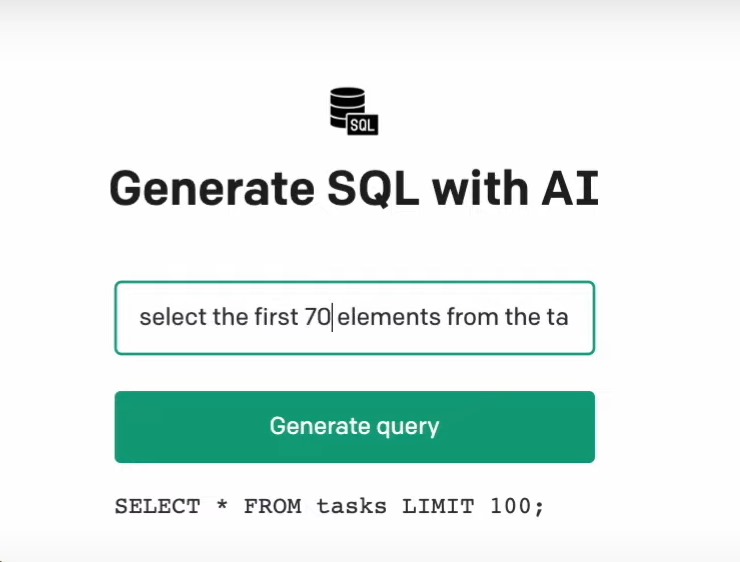 SQL
Generate SQL with AI
select the first 70 elements from the ta
Generate query
SELECT * FROM tasks LIMIT 100;